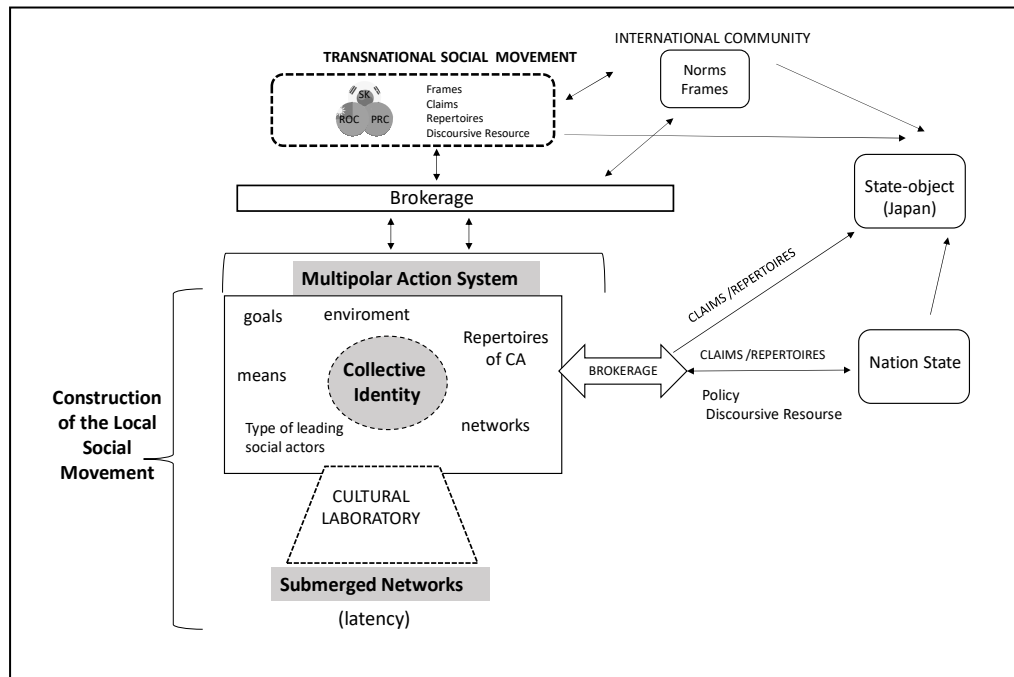 INTERNATIONAL COMMUNITY
TRANSNATIONAL SOCIAL MOVEMENT
SK
ROC
PRC
Frames
Claims
Repertoires
Discoursive Resource
Norms
Frames
State-object
(Japan)
Brokerage
Multipolar Action System
goals
enviroment
Repertoires
of CA
means
Collective
Identity
Type of leading
social actors
networks
Construction
of the Local
Social
Movement
CULTURAL
LABORATORY
Submerged Networks
(latency)
BROKERAGE
CLAIMS /REPERTOIRES
CLAIMS/REPERTOIRES
Policy
Discoursive Resourse
Nation State